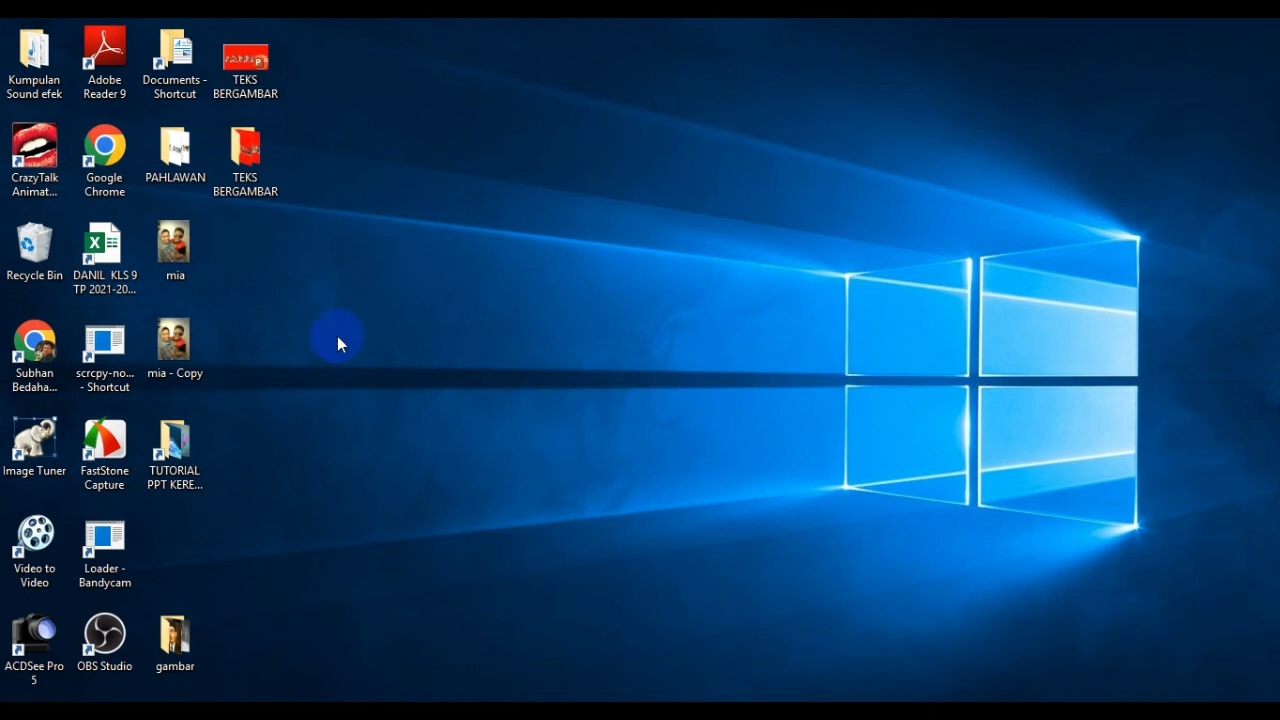 Kumpulan
Sound efek
Adobe
Reader 9
Documents -
Shortcut
TEKS
BERGAMBAR
CrazyTalk
Animat...
Google
Chrome
PAHLAWAN
TEKS
BERGAMBAR
Recycle Bin
DANIL KLS 9
TP 2021-20...
mia
Subhan
Bedaha...
scrcpy-no...
- Shortcut
mia - Copy
Image Tuner
FastStone
Capture
TUTORIAL
PPT KERE...
Video to
Video
Loader -
Bandycam
ACDSee Pro
5
OBS Studio
gambar